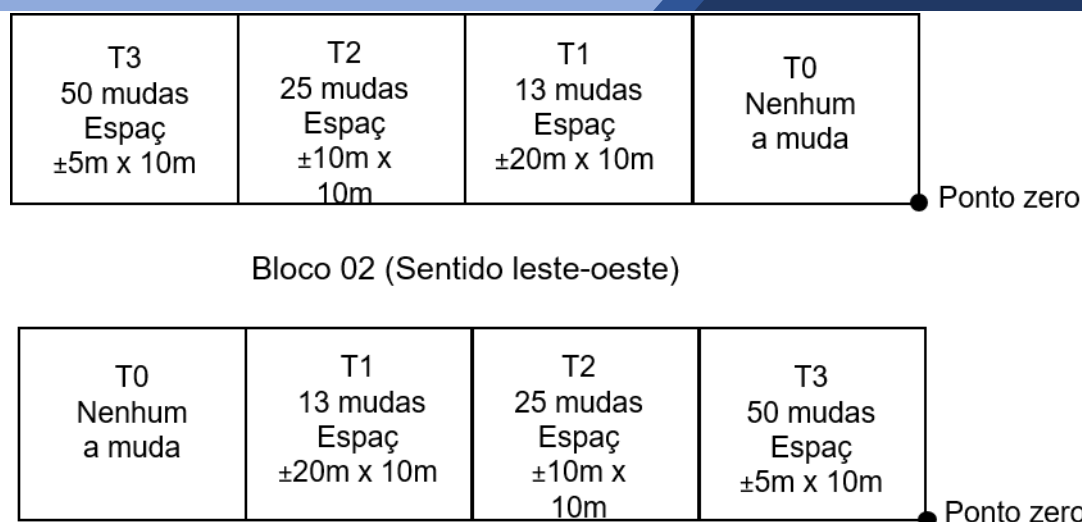 T3
50 mudas
Espaç
±5m x 10m
T2
25 mudas
Espaç
±10m x
10m
T1
13 mudas
Espaç
±20m x 10m
T0
Nenhum
a muda
Ponto zero
Bloco 02 (Sentido leste-oeste)
T0
Nenhum
a muda
T1
13 mudas
Espaç
±20m x 10m
T2
25 mudas
Espaç
±10m x
10m
T3
50 mudas
Espaç
±5m x 10m
Ponto zero